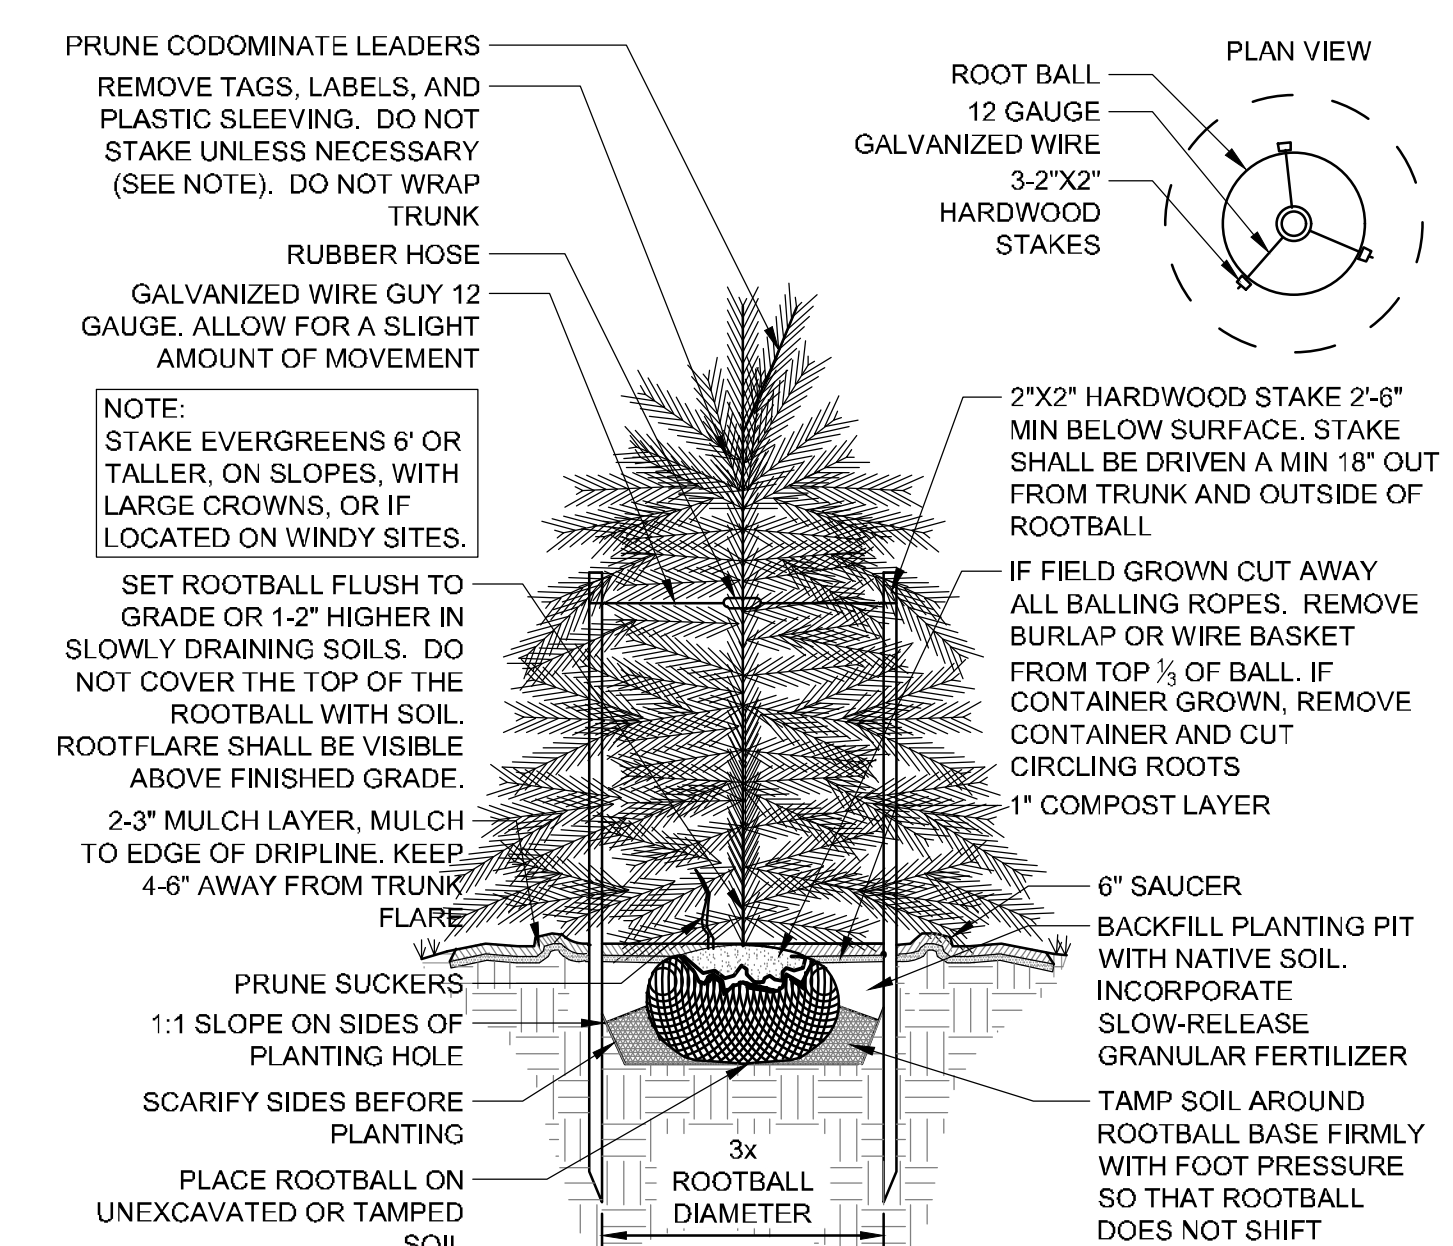 PRUNE CODOMINATE LEADERS
REMOVE TAGS, LABELS, AND
PLASTIC SLEEVING. DO NOT
STAKE UNLESS NECESSARY
(SEE NOTE). DO NOT WRAP
TRUNK
RUBBER HOSE
GALVANIZED WIRE GUY 12
GAUGE. ALLOW FOR A SLIGHT
AMOUNT OF MOVEMENT
NOTE:
STAKE EVERGREENS 6' OR
TALLER, ON SLOPES, WITH
LARGE CROWNS, OR IF
LOCATED ON WINDY SITES.
SET ROOTBALL FLUSH TO
GRADE OR 1-2" HIGHER IN
SLOWLY DRAINING SOILS. DO
NOT COVER THE TOP OF THE
ROOTBALL WITH SOIL.
ROOTFLARE SHALL BE VISIBLE
ABOVE FINISHED GRADE.
2-3" MULCH LAYER, MULCH
TO EDGE OF DRIPLINE. KEEP
4-6" AWAY FROM TRUNK
FLARE
PRUNE SUCKERS
1:1 SLOPE ON SIDES OF
PLANTING HOLE
SCARIFY SIDES BEFORE
PLANTING
PLACE ROOTBALL ON
UNEXCAVATED OR TAMPED
SOIL
3x
ROOTBALL
DIAMETER
PLAN VIEW
ROOT BALL
12 GAUGE
GALVANIZED WIRE
3-2"X2"
HARDWOOD
STAKES
2"X2" HARDWOOD STAKE 2'-6"
MIN BELOW SURFACE. STAKE
SHALL BE DRIVEN A MIN 18" OUT
FROM TRUNK AND OUTSIDE OF
ROOTBALL
IF FIELD GROWN CUT AWAY
ALL BALLING ROPES. REMOVE
BURLAP OR WIRE BASKET
FROM TOP ⅓ OF BALL. IF
CONTAINER GROWN, REMOVE
CONTAINER AND CUT
CIRCLING ROOTS
1" COMPOST LAYER
6" SAUCER
BACKFILL PLANTING PIT
WITH NATIVE SOIL.
INCORPORATE
SLOW-RELEASE
GRANULAR FERTILIZER
TAMP SOIL AROUND
ROOTBALL BASE FIRMLY
WITH FOOT PRESSURE
SO THAT ROOTBALL
DOES NOT SHIFT